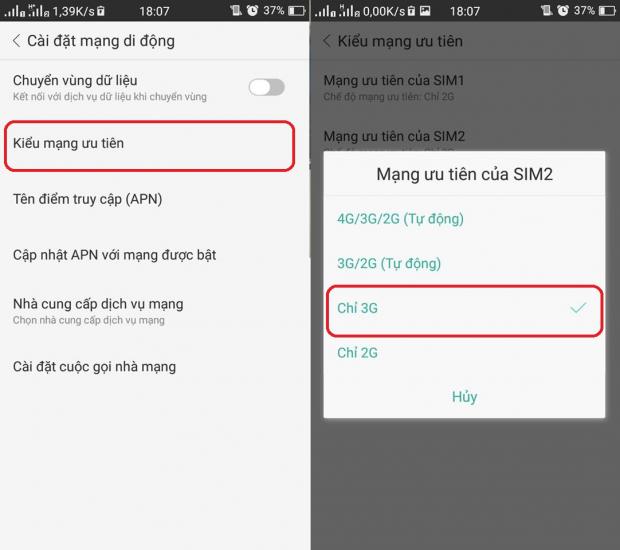 1,39K/s 18:07 37%
Cài đặt mạng di động
Chuyển vùng dữ liệu
Kết nối với dịch vụ dữ liệu khi chuyển vùng
Kiểu mạng ưu tiên
Tên điểm truy cập (APN)
Cập nhật APN với mạng được bật
Nhà cung cấp dịch vụ mạng
Chọn nhà cung cấp dịch vụ mạng
Cài đặt cuộc gọi nhà mạng
0,00K/s 18:07 37%
Kiểu mạng ưu tiên
Mạng ưu tiên của SIM1
Chế độ mạng ưu tiên: Chỉ 2G
Mạng ưu tiên của SIM2
Mạng ưu tiên của SIM2
4G/3G/2G (Tự động)
3G/2G (Tự động)
Chỉ 3G
Chỉ 2G
Hủy